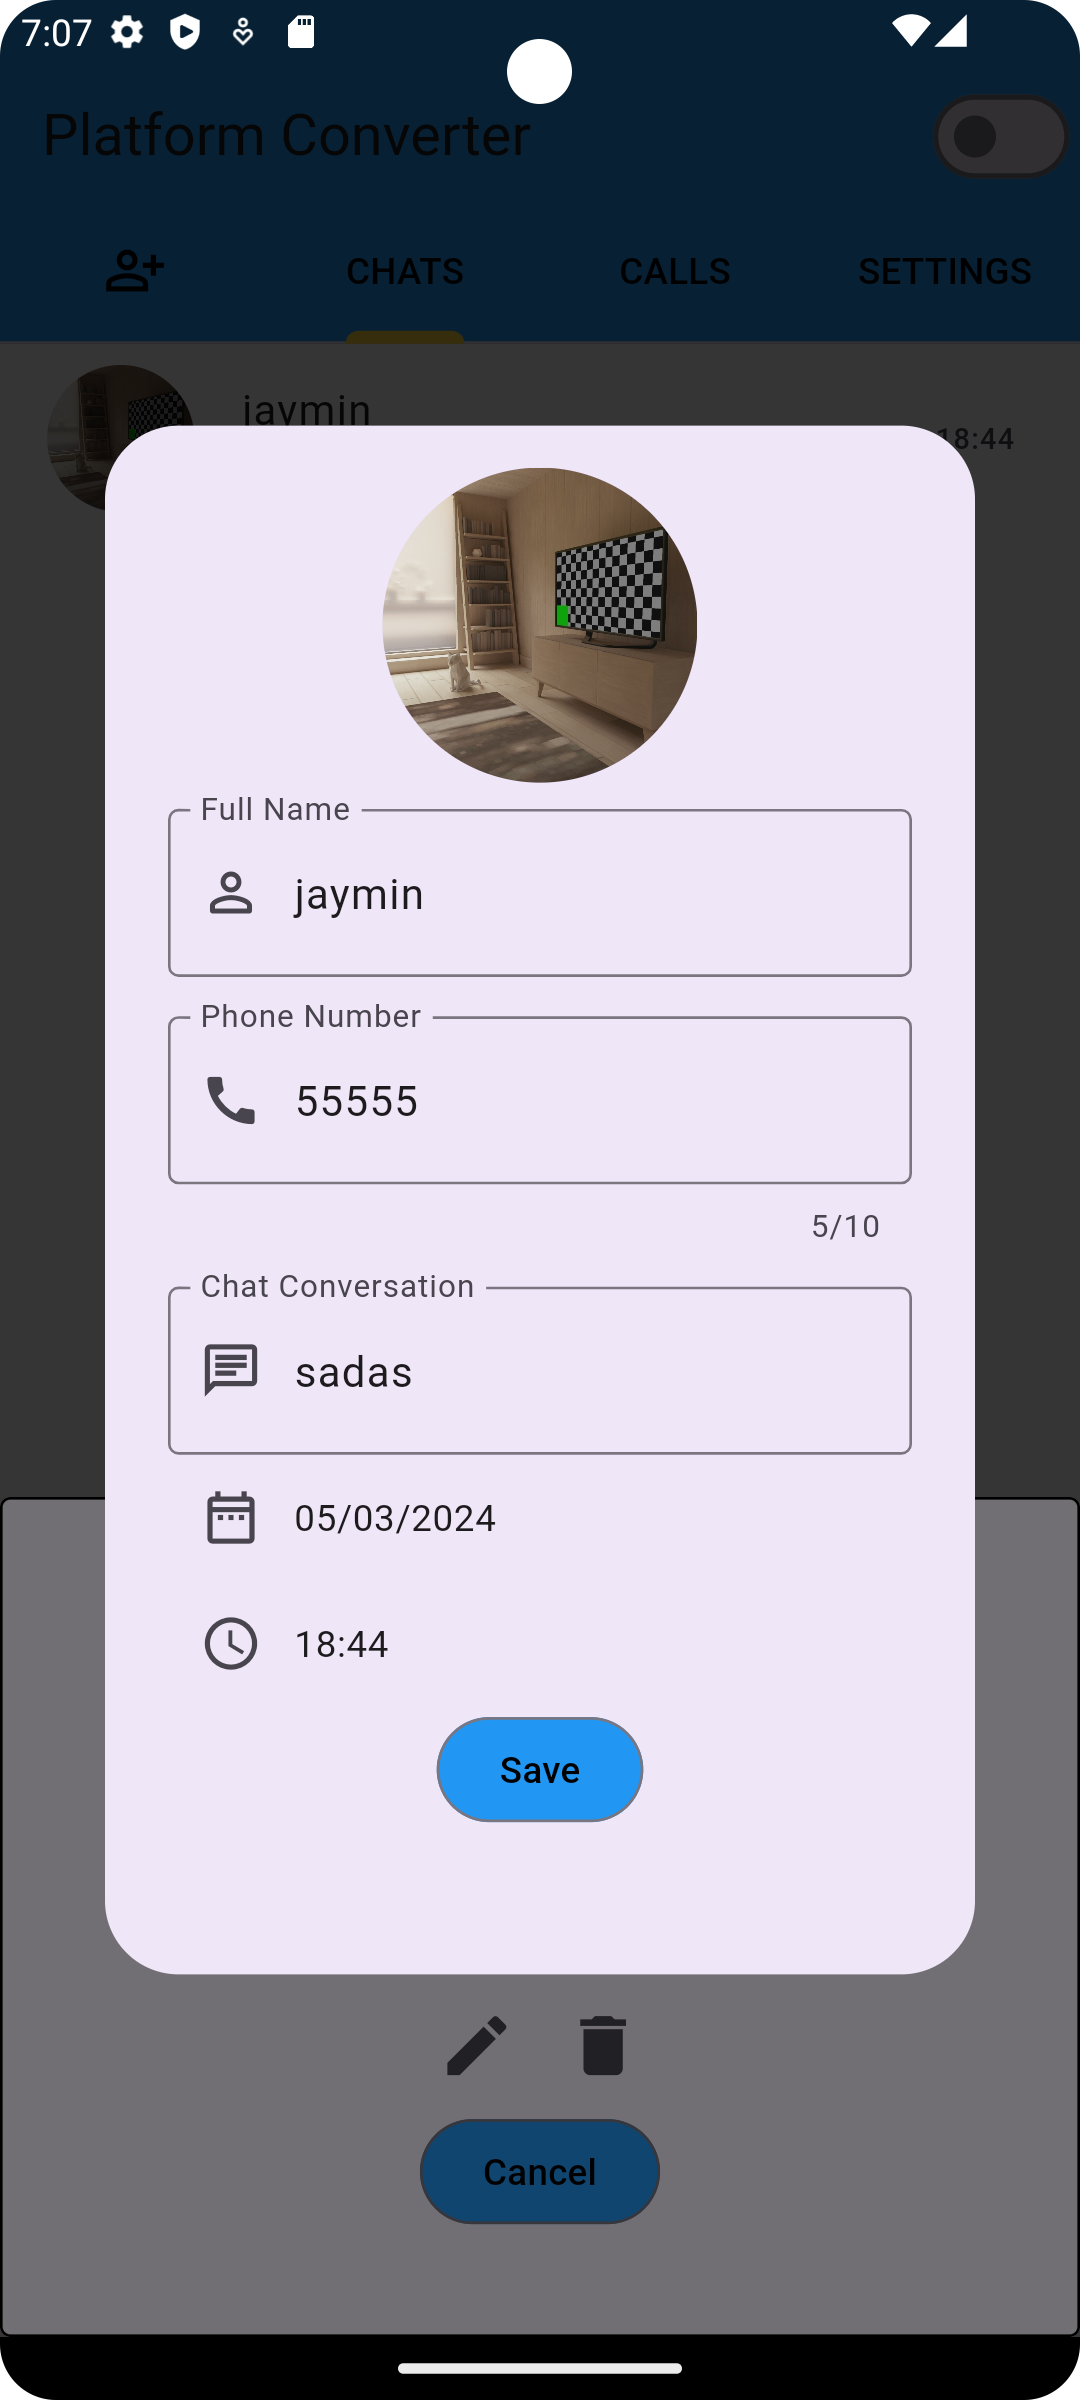 7:07
Platform Converter
CHATS CALLS SETTINGS
jaymin
18:44
Full Name
jaymin
Phone Number
55555
5/10
Chat Conversation
sadas
05/03/2024
18:44
Save
Cancel